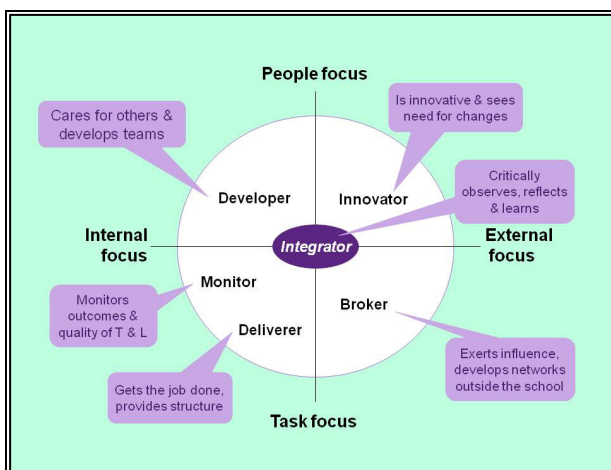 People focus
Cares for others &
develops teams
Is innovative & sees
need for changes
Critically
observes, reflects
& learns
Developer
Innovator
Internal
focus
Integrator
External
focus
Monitor
Broker
Deliverer
Monitors
outcomes &
quality of T & L
Gets the job done,
provides structure
Exerts influence,
develops networks
outside the school
Task focus